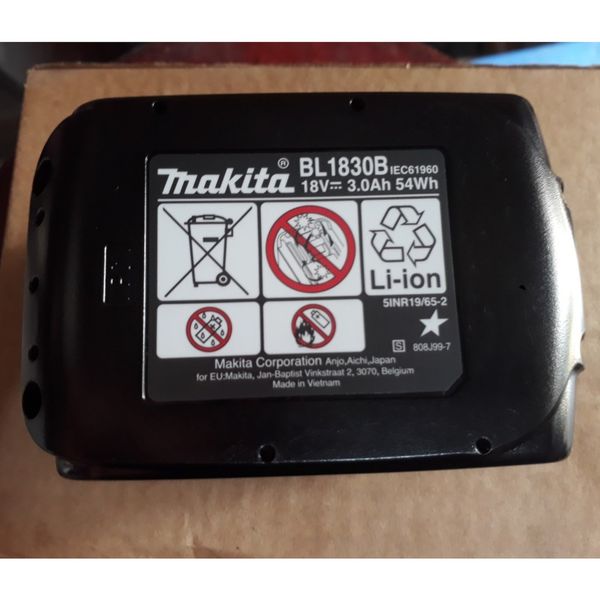 makita® BL1830B IEC61960
18V⎓ 3.0Ah 54Wh
Li-ion
5INR19/65-2
S 808J99-7
Makita Corporation Anjo,Aichi,Japan
for EU:Makita, Jan-Baptist Vinkstraat 2, 3070, Belgium
Made in Vietnam